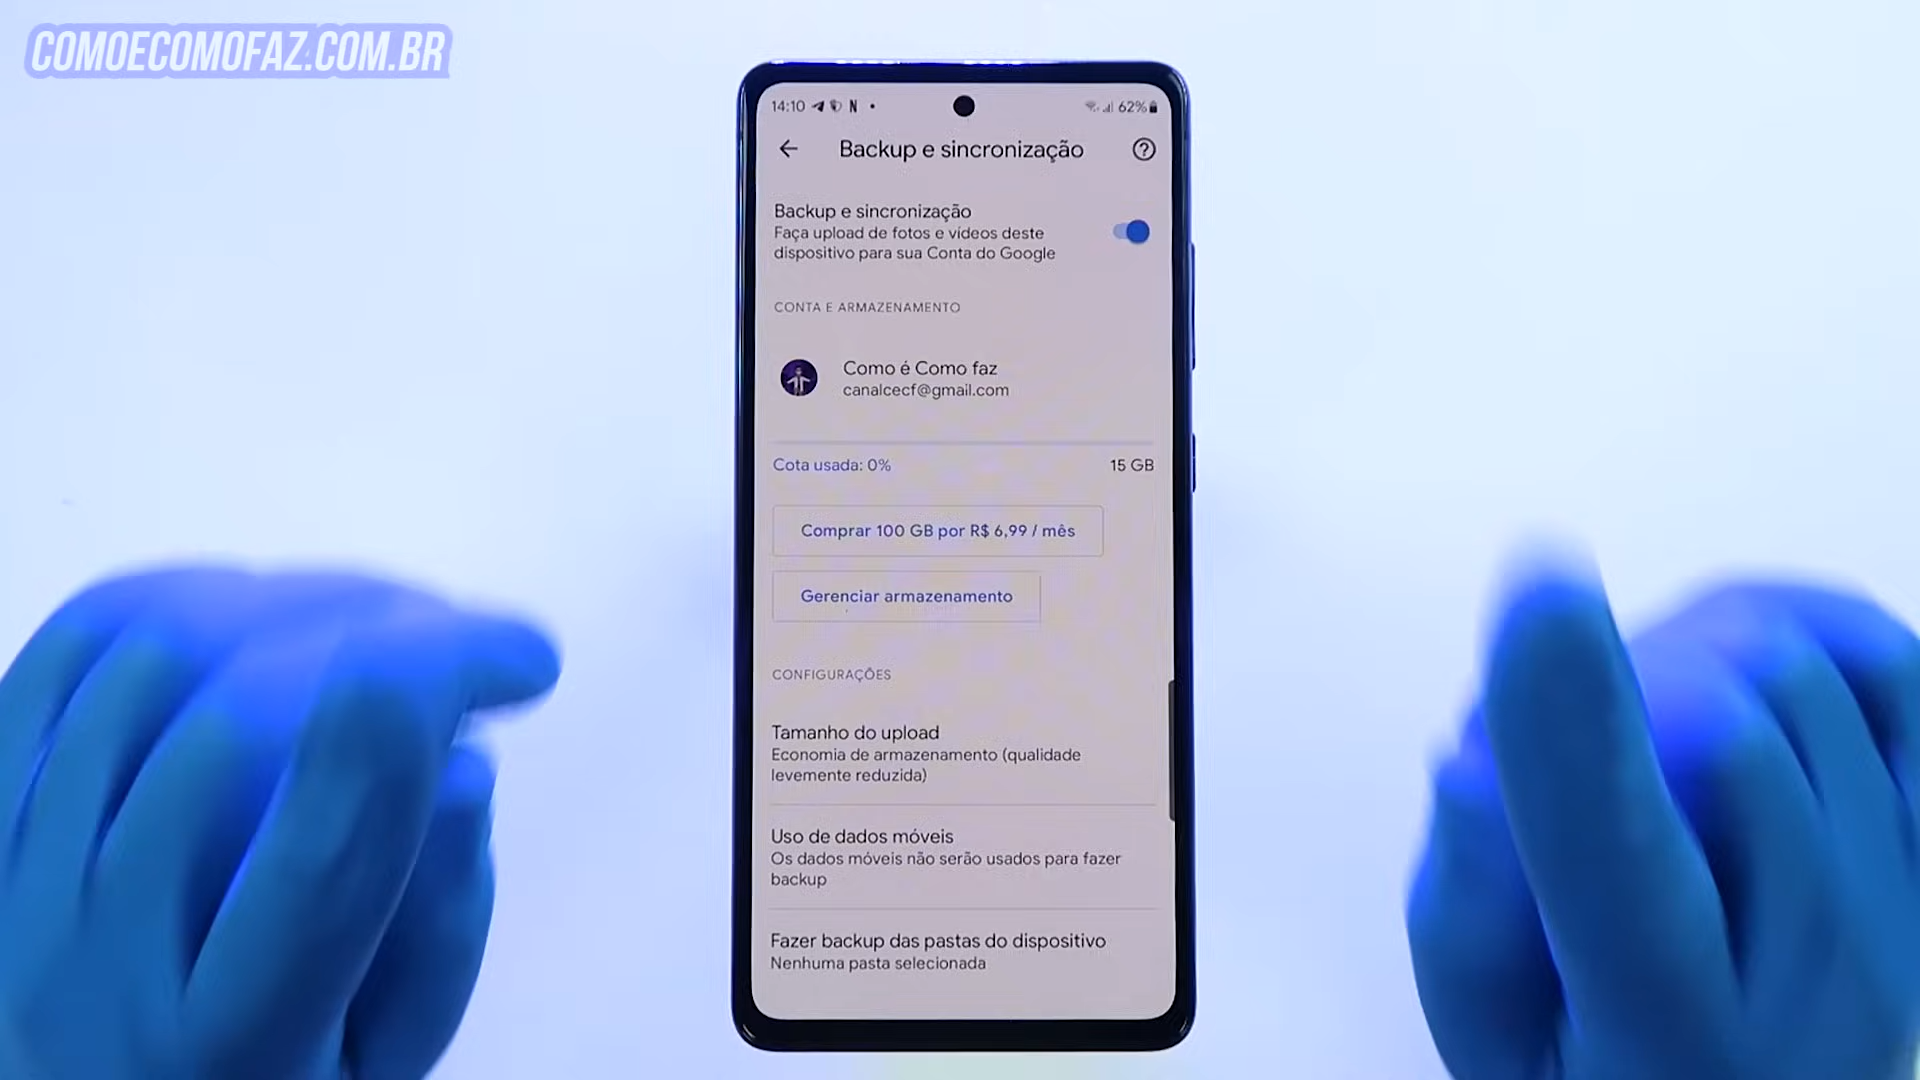 COMOECOMOFAZ.COM.BR
14:10
62%
Backup e sincronização
Backup e sincronização
Faça upload de fotos e vídeos deste
dispositivo para sua Conta do Google
CONTA E ARMAZENAMENTO
Como é Como faz
canalcecf@gmail.com
Cota usada: 0%
15 GB
Comprar 100 GB por R$ 6,99 / mês
Gerenciar armazenamento
CONFIGURAÇÕES
Tamanho do upload
Economia de armazenamento (qualidade
levemente reduzida)
Uso de dados móveis
Os dados móveis não serão usados para fazer
backup
Fazer backup das pastas do dispositivo
Nenhuma pasta selecionada